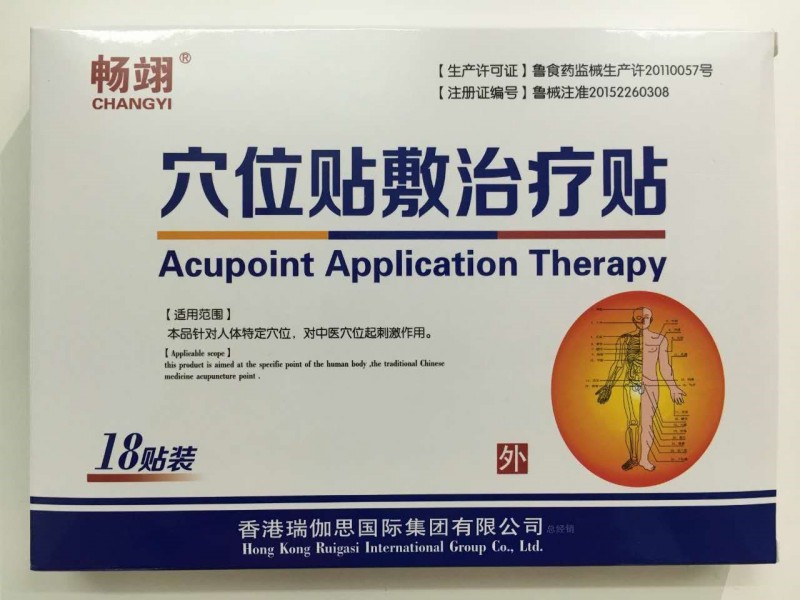 畅翊®
CHANGYI
【生产许可证】鲁食药监械生产许20110057号
【注册证编号】鲁械注准20152260308
穴位贴敷治疗贴
Acupoint Application Therapy
【适用范围】
本品针对人体特定穴位，对中医穴位起刺激作用。
【Applicable scope】
this product is aimed at the specific point of the human body ,the traditional Chinese
medicine acupuncture point .
18贴装
外
香港瑞伽思国际集团有限公司 总经销
Hong Kong Ruigasi International Group Co., Ltd.